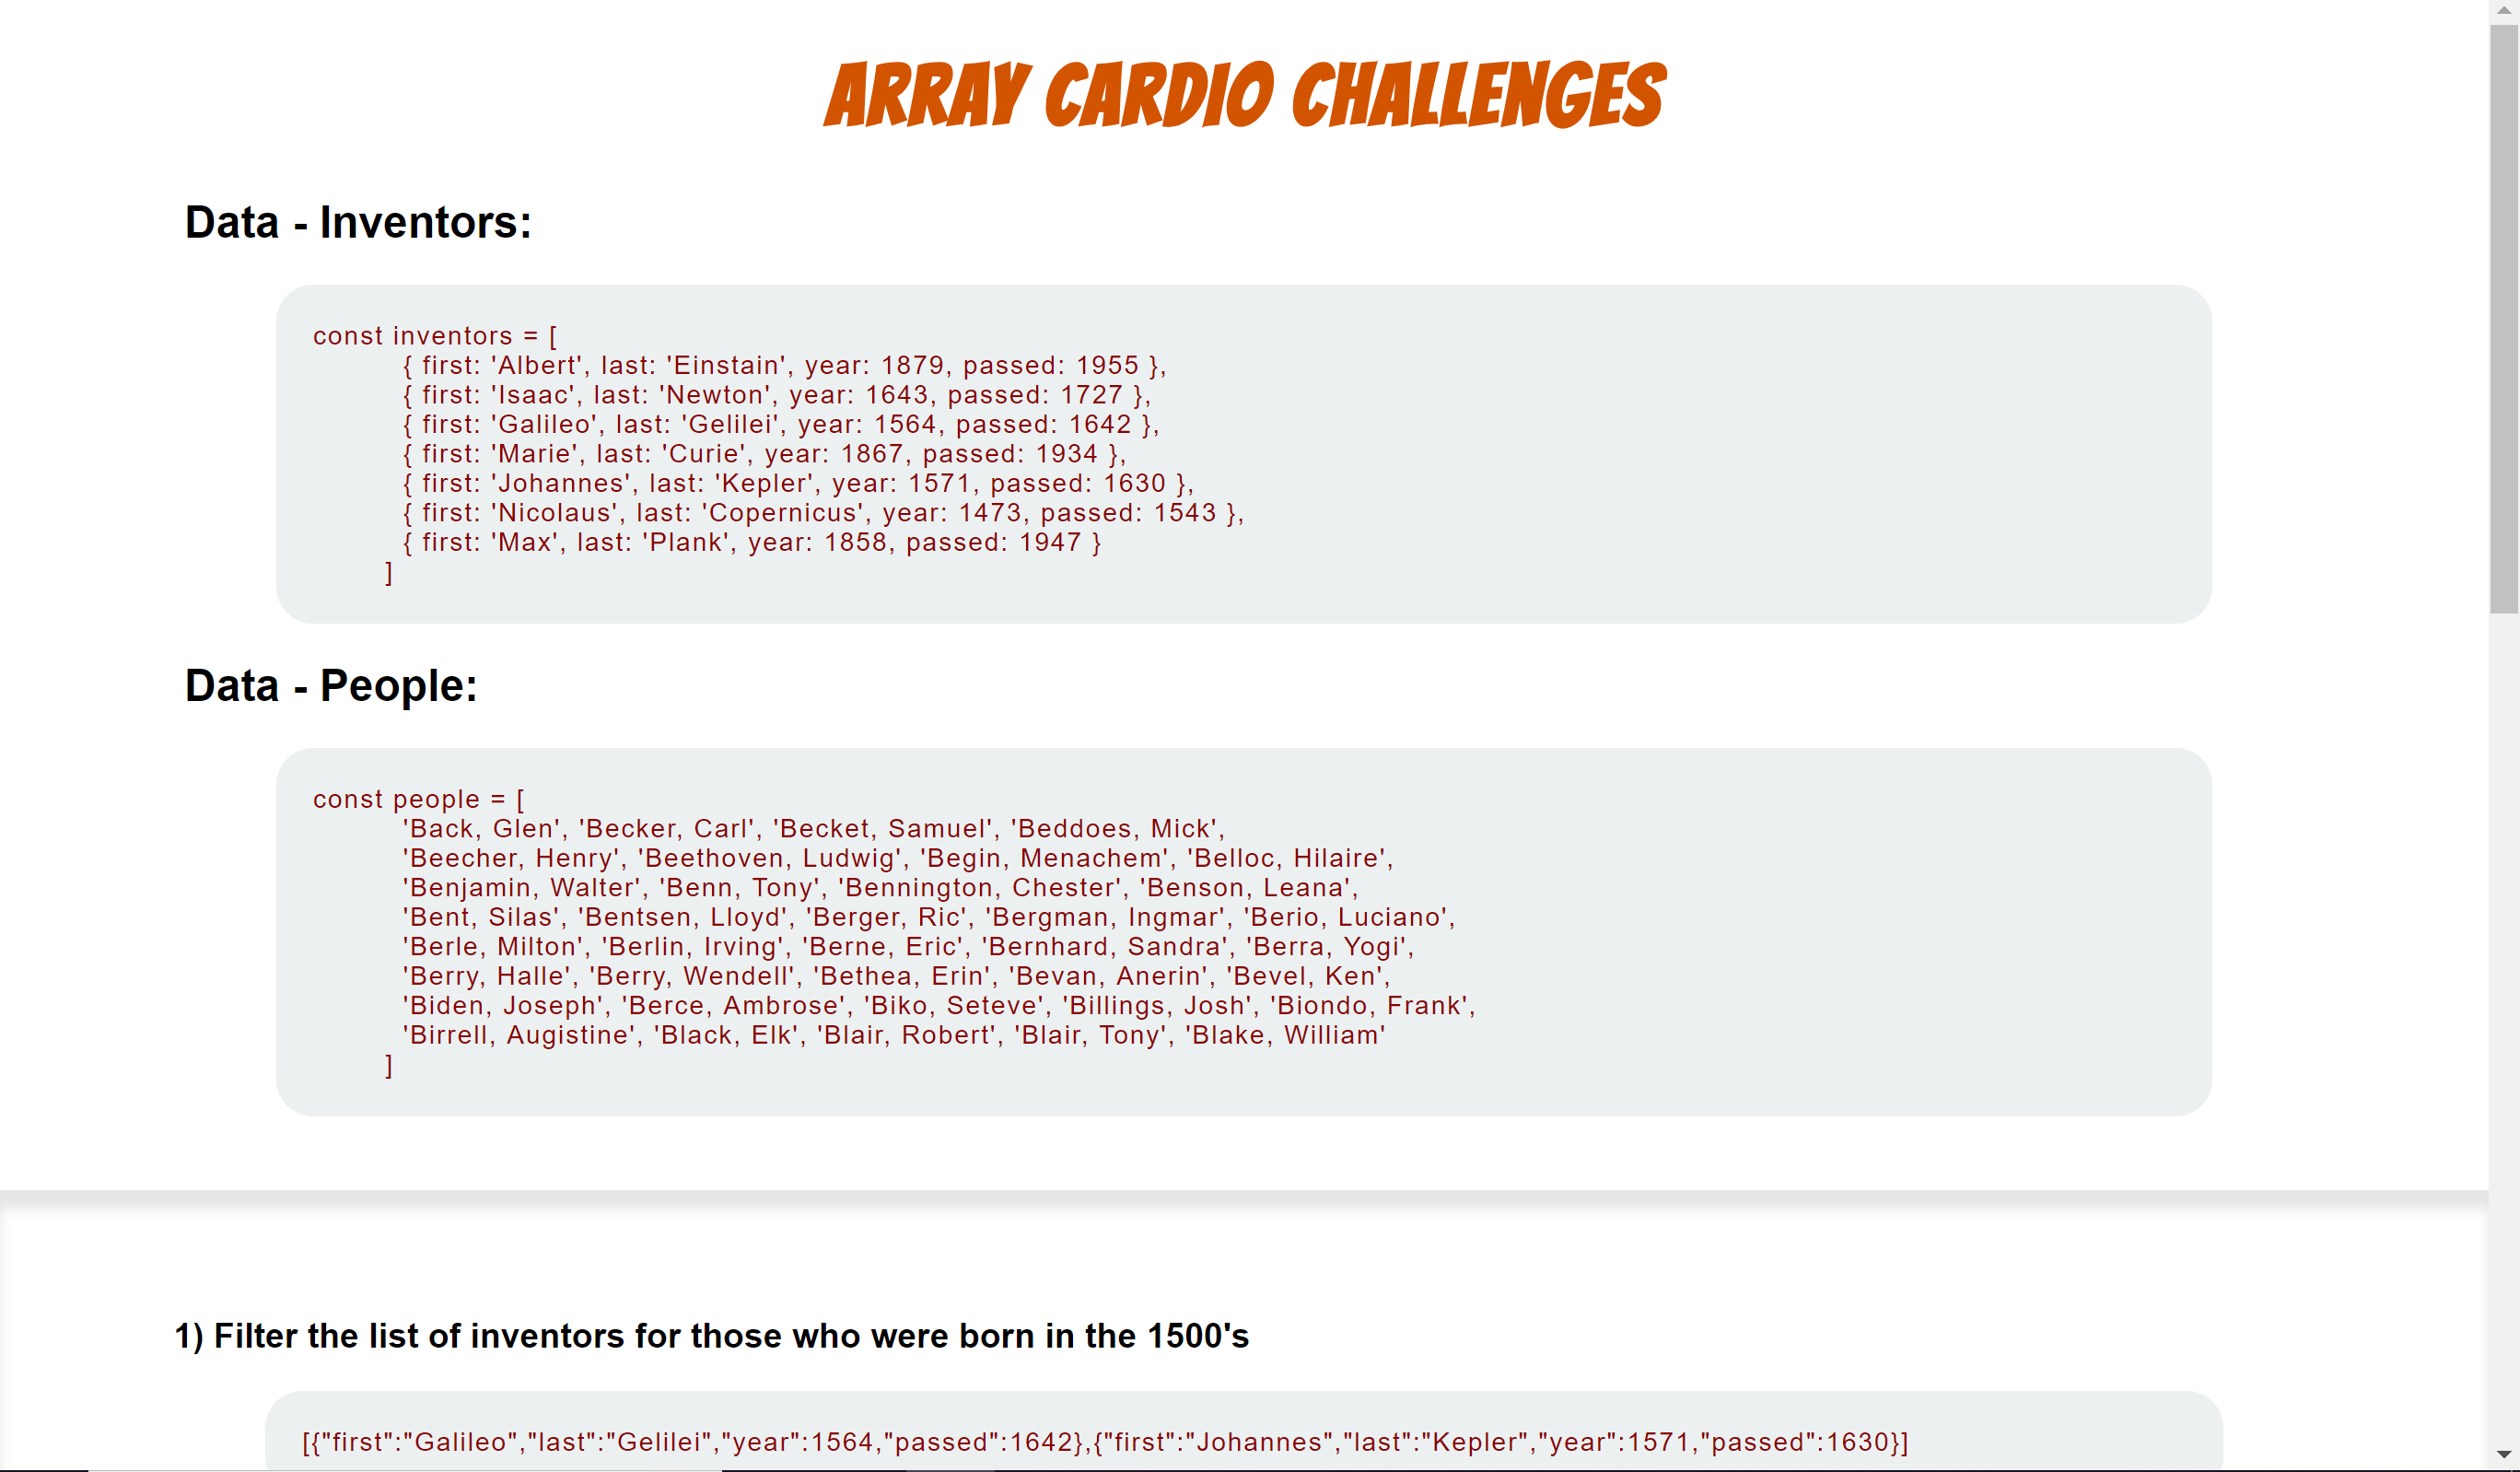 ARRAY CARDIO CHALLENGES
Data - Inventors:
const inventors = [
{ first: 'Albert', last: 'Einstain', year: 1879, passed: 1955 },
{ first: 'Isaac', last: 'Newton', year: 1643, passed: 1727 },
{ first: 'Galileo', last: 'Gelilei', year: 1564, passed: 1642 },
{ first: 'Marie', last: 'Curie', year: 1867, passed: 1934 },
{ first: 'Johannes', last: 'Kepler', year: 1571, passed: 1630 },
{ first: 'Nicolaus', last: 'Copernicus', year: 1473, passed: 1543 },
{ first: 'Max', last: 'Plank', year: 1858, passed: 1947 }
]
Data - People:
const people = [
'Back, Glen', 'Becker, Carl', 'Becket, Samuel', 'Beddoes, Mick',
'Beecher, Henry', 'Beethoven, Ludwig', 'Begin, Menachem', 'Belloc, Hilaire',
'Benjamin, Walter', 'Benn, Tony', 'Bennington, Chester', 'Benson, Leana',
'Bent, Silas', 'Bentsen, Lloyd', 'Berger, Ric', 'Bergman, Ingmar', 'Berio, Luciano',
'Berle, Milton', 'Berlin, Irving', 'Berne, Eric', 'Bernhard, Sandra', 'Berra, Yogi',
'Berry, Halle', 'Berry, Wendell', 'Bethea, Erin', 'Bevan, Anerin', 'Bevel, Ken',
'Biden, Joseph', 'Berce, Ambrose', 'Biko, Seteve', 'Billings, Josh', 'Biondo, Frank',
'Birrell, Augistine', 'Black, Elk', 'Blair, Robert', 'Blair, Tony', 'Blake, William'
]
1) Filter the list of inventors for those who were born in the 1500's
[{"first":"Galileo","last":"Gelilei","year":1564,"passed":1642},{"first":"Johannes","last":"Kepler","year":1571,"passed":1630}]